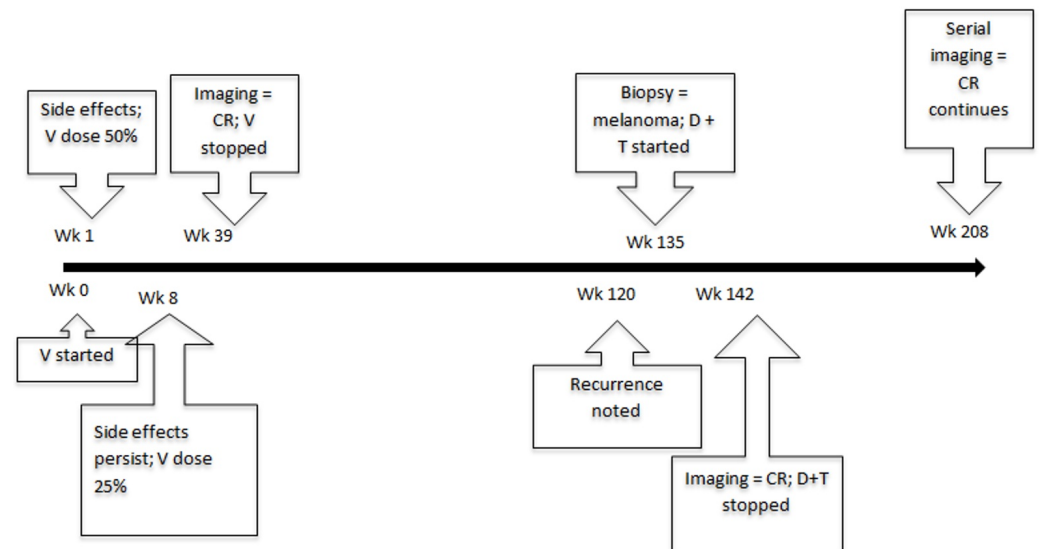 Serial
imaging =
CR
continues
Side effects;
V dose 50%
Imaging =
CR; V
stopped
Biopsy =
melanoma; D +
T started
Wk 1
Wk 39
Wk 135
Wk 208
Wk 0
Wk 8
Wk 120
Wk 142
V started
Recurrence
noted
Side effects
persist; V dose
25%
Imaging = CR; D+T
stopped